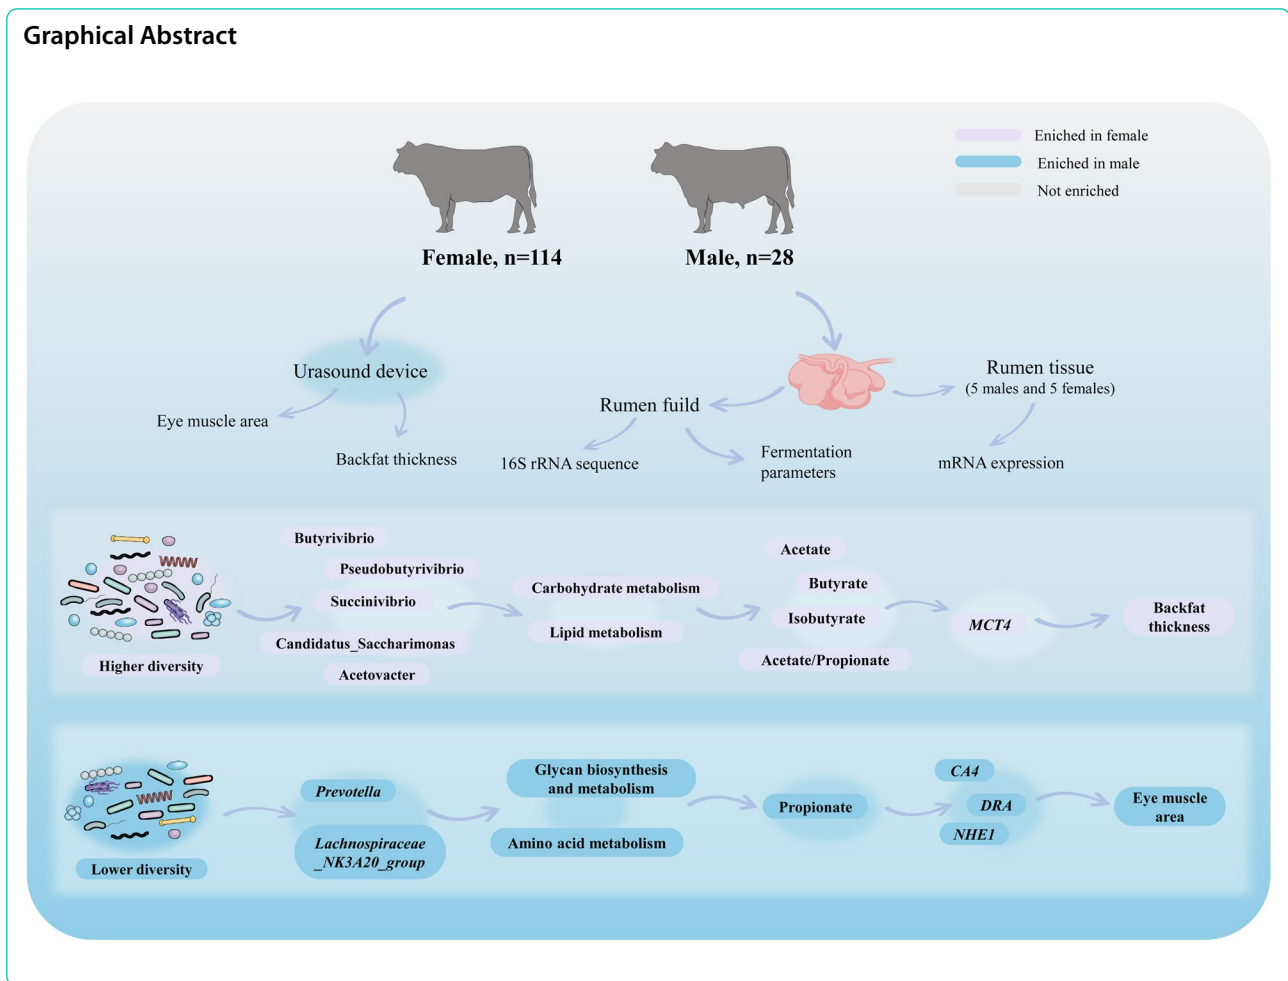 Graphical Abstract
Eniched in female
Eniched in male
Not enriched
Female, n=114
Male, n=28
Urasound device
Eye muscle area
Backfat thickness
Rumen fuild
16S rRNA sequence
Fermentation
parameters
Rumen tissue
(5 males and 5 females)
mRNA expression
Higher diversity
Butyrivibrio
Pseudobutyrivibrio
Succinivibrio
Candidatus_Saccharimonas
Acetovacter
Carbohydrate metabolism
Lipid metabolism
Acetate
Butyrate
Isobutyrate
Acetate/Propionate
MCT4
Backfat
thickness
Lower diversity
Prevotella
Lachnospiraceae
_NK3A20_group
Glycan biosynthesis
and metabolism
Amino acid metabolism
Propionate
CA4
DRA
NHE1
Eye muscle
area